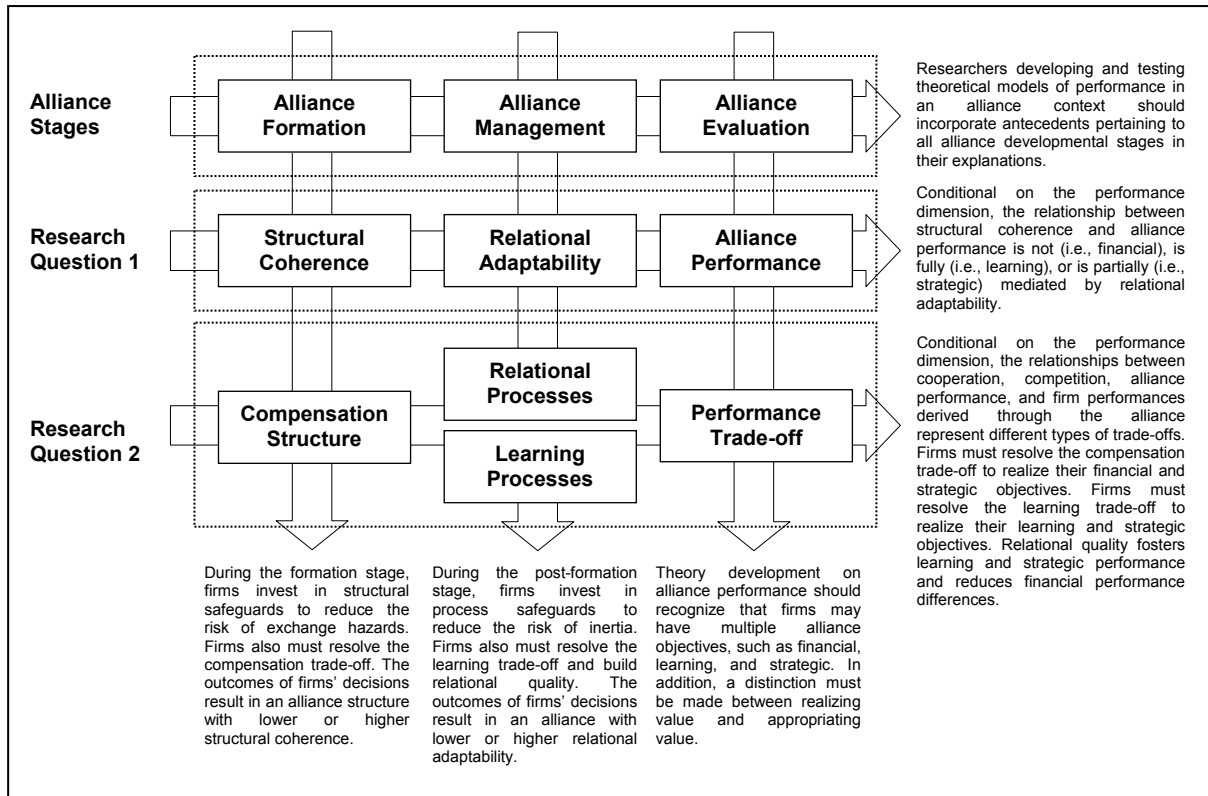 Alliance
Stages
Alliance
Formation
Alliance
Management
Alliance
Evaluation
Researchers developing and testing
theoretical models of performance in
an alliance context should
incorporate antecedents pertaining to
all alliance developmental stages in
their explanations.
Research
Question 1
Structural
Coherence
Relational
Adaptability
Alliance
Performance
Conditional on the performance
dimension, the relationship between
structural coherence and alliance
performance is not (i.e., financial), is
fully (i.e., learning), or is partially (i.e.,
strategic) mediated by relational
adaptability.
Research
Question 2
Compensation
Structure
Relational
Processes
Learning
Processes
Performance
Trade-off
Conditional on the performance
dimension, the relationships between
cooperation, competition, alliance
performance, and firm performances
derived through the alliance
represent different types of trade-offs.
Firms must resolve the compensation
trade-off to realize their financial and
strategic objectives. Firms must
resolve the learning trade-off to
realize their learning and strategic
objectives. Relational quality fosters
learning and strategic performance
and reduces financial performance
differences.
During the formation stage,
firms invest in structural
safeguards to reduce the
risk of exchange hazards.
Firms also must resolve the
compensation trade-off. The
outcomes of firms' decisions
result in an alliance structure
with lower or higher
structural coherence.
During the post-formation
stage, firms invest in
process safeguards to
reduce the risk of inertia.
Firms also must resolve the
learning trade-off and build
relational quality. The
outcomes of firms' decisions
result in an alliance with
lower or higher relational
adaptability.
Theory development on
alliance performance should
recognize that firms may
have multiple alliance
objectives, such as financial,
learning, and strategic. In
addition, a distinction must
be made between realizing
value and appropriating
value.